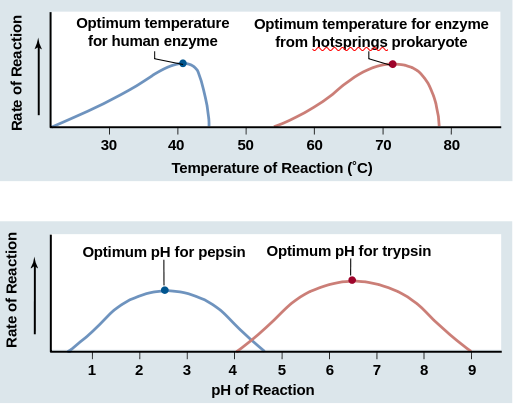 Optimum temperature
for human enzyme
Optimum temperature for enzyme
from hotsprings prokaryote
Rate of Reaction
30 40 50 60 70 80
Temperature of Reaction (˚C)
Optimum pH for pepsin
Optimum pH for trypsin
Rate of Reaction
1 2 3 4 5 6 7 8 9
pH of Reaction